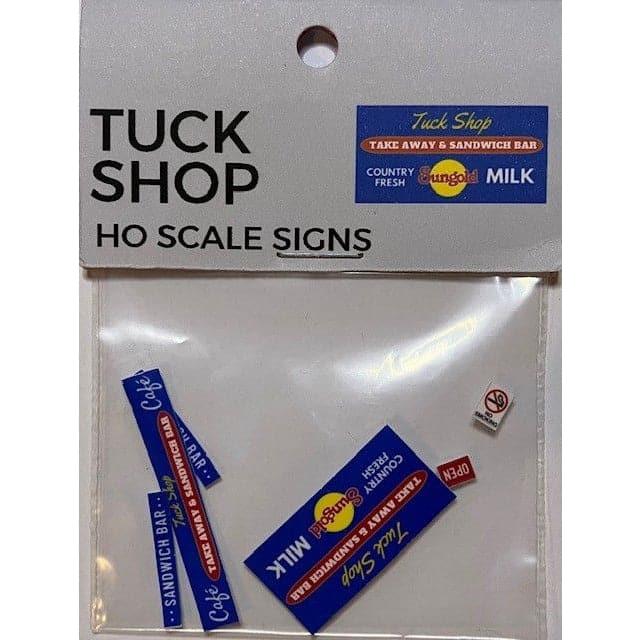 TUCK
SHOP
HO SCALE SIGNS
Tuck Shop
TAKE AWAY & SANDWICH BAR
COUNTRY
FRESH
Sungold
MILK
Café
Tuck Shop
TAKE AWAY & SANDWICH BAR
Café
SANDWICH BAR
SANDWICH BAR
Tuck Shop
TAKE AWAY & SANDWICH BAR
COUNTRY
FRESH
Sungold
MILK
OPEN
NO
SMOKING